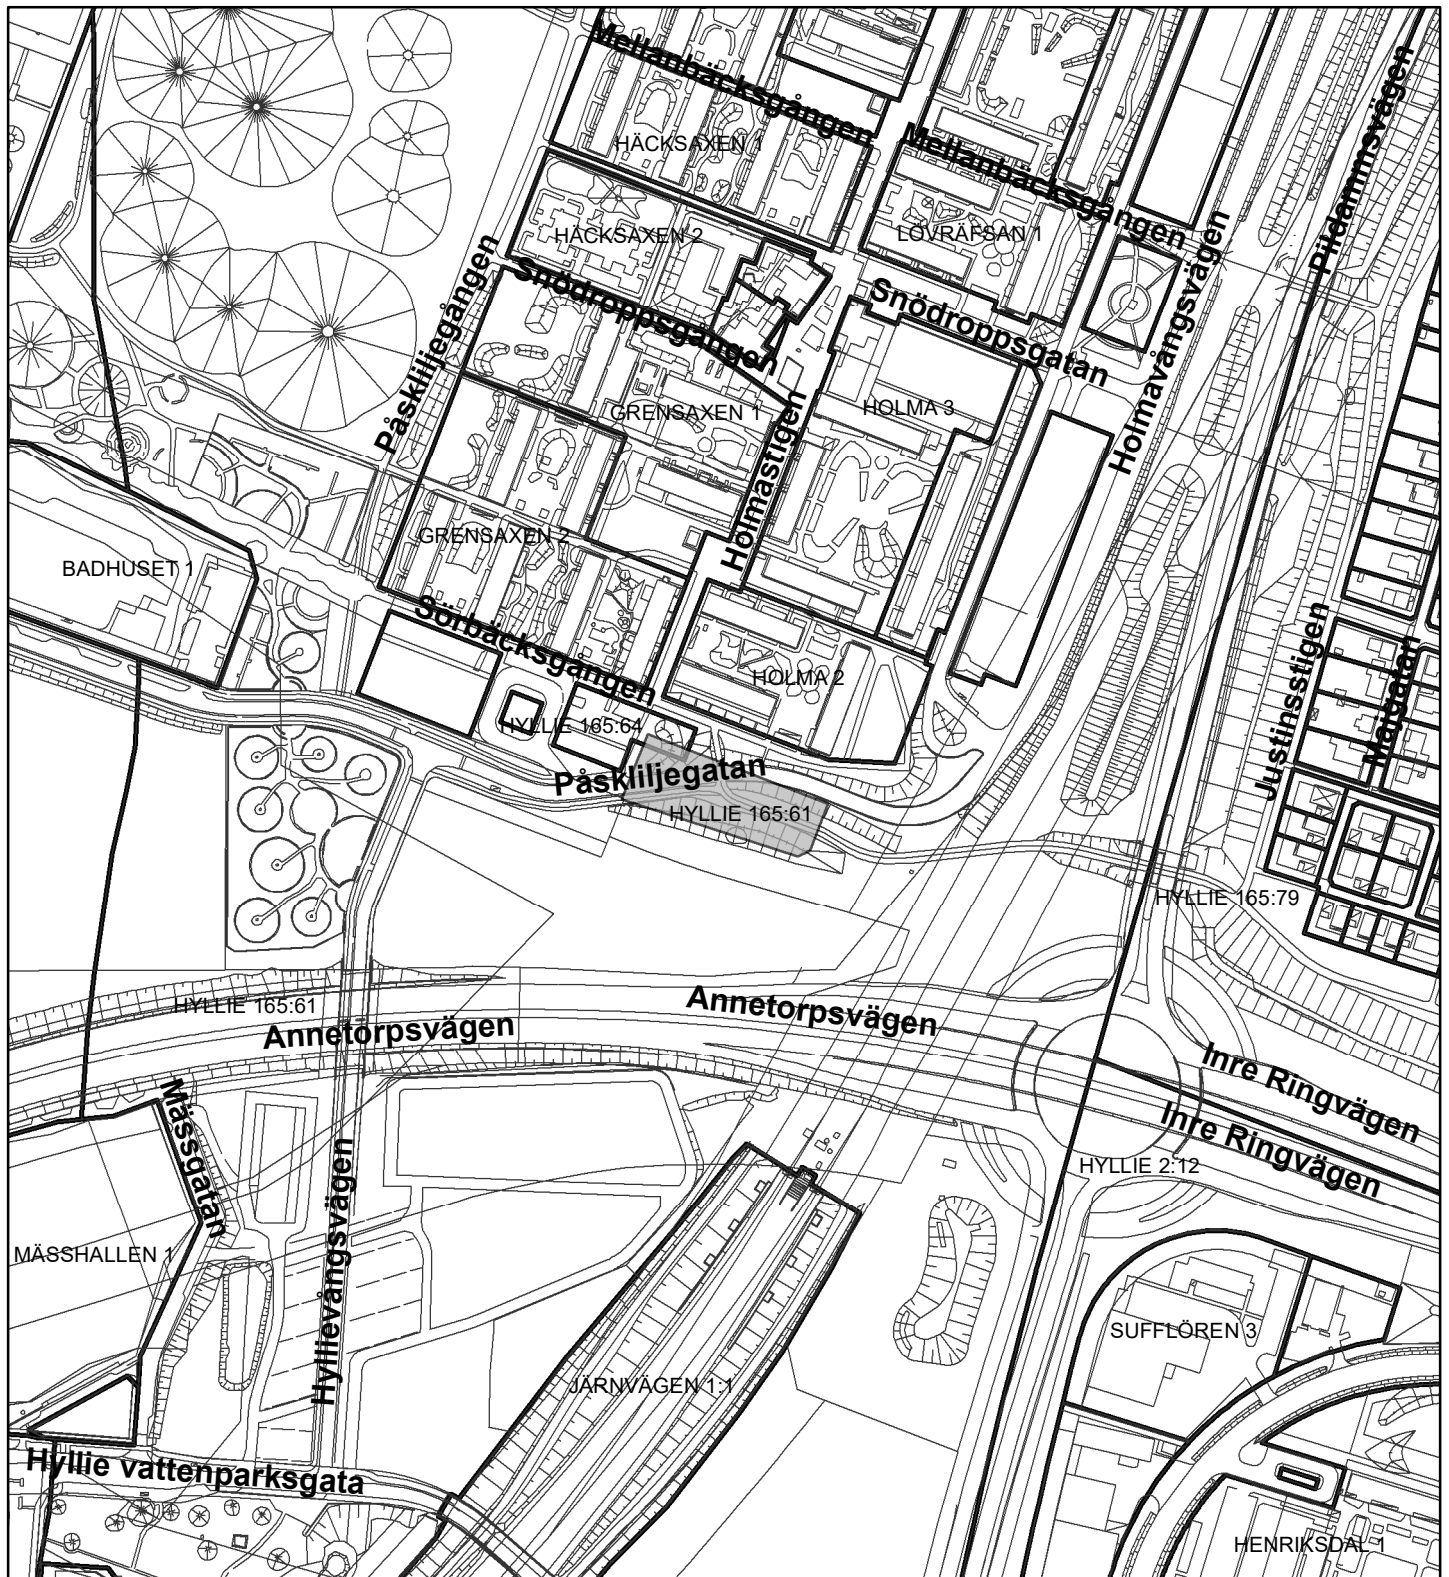 Mellanbäcksgången
HÄCKSAXEN 1
Mellanbäcksgången
Pildammsvägen
HÄCKSAXEN 2
LÖVRÄFSAN 1
Påskliljegången
Snödroppsgången
Snödroppsgatan
Holmavångsvägen
GRENSAXEN 1
HOLMA 3
Holmastigen
GRENSAXEN 2
BADHUSET 1
Sörbäcksgången
HOLMA 2
Justinsstigen
Majgatan
HYLLIE 165:64
Påskliljegatan
HYLLIE 165:61
HYLLIE 165:79
HYLLIE 165:61
Annetorpsvägen
Annetorpsvägen
Inre Ringvägen
Inre Ringvägen
Mässgatan
HYLLIE 2:12
MÄSSHALLEN 1
Hyllievångsvägen
SUFFLÖREN 3
JÄRNVÄGEN 1:1
Hyllie vattenparksgata
HENRIKSDAL 1